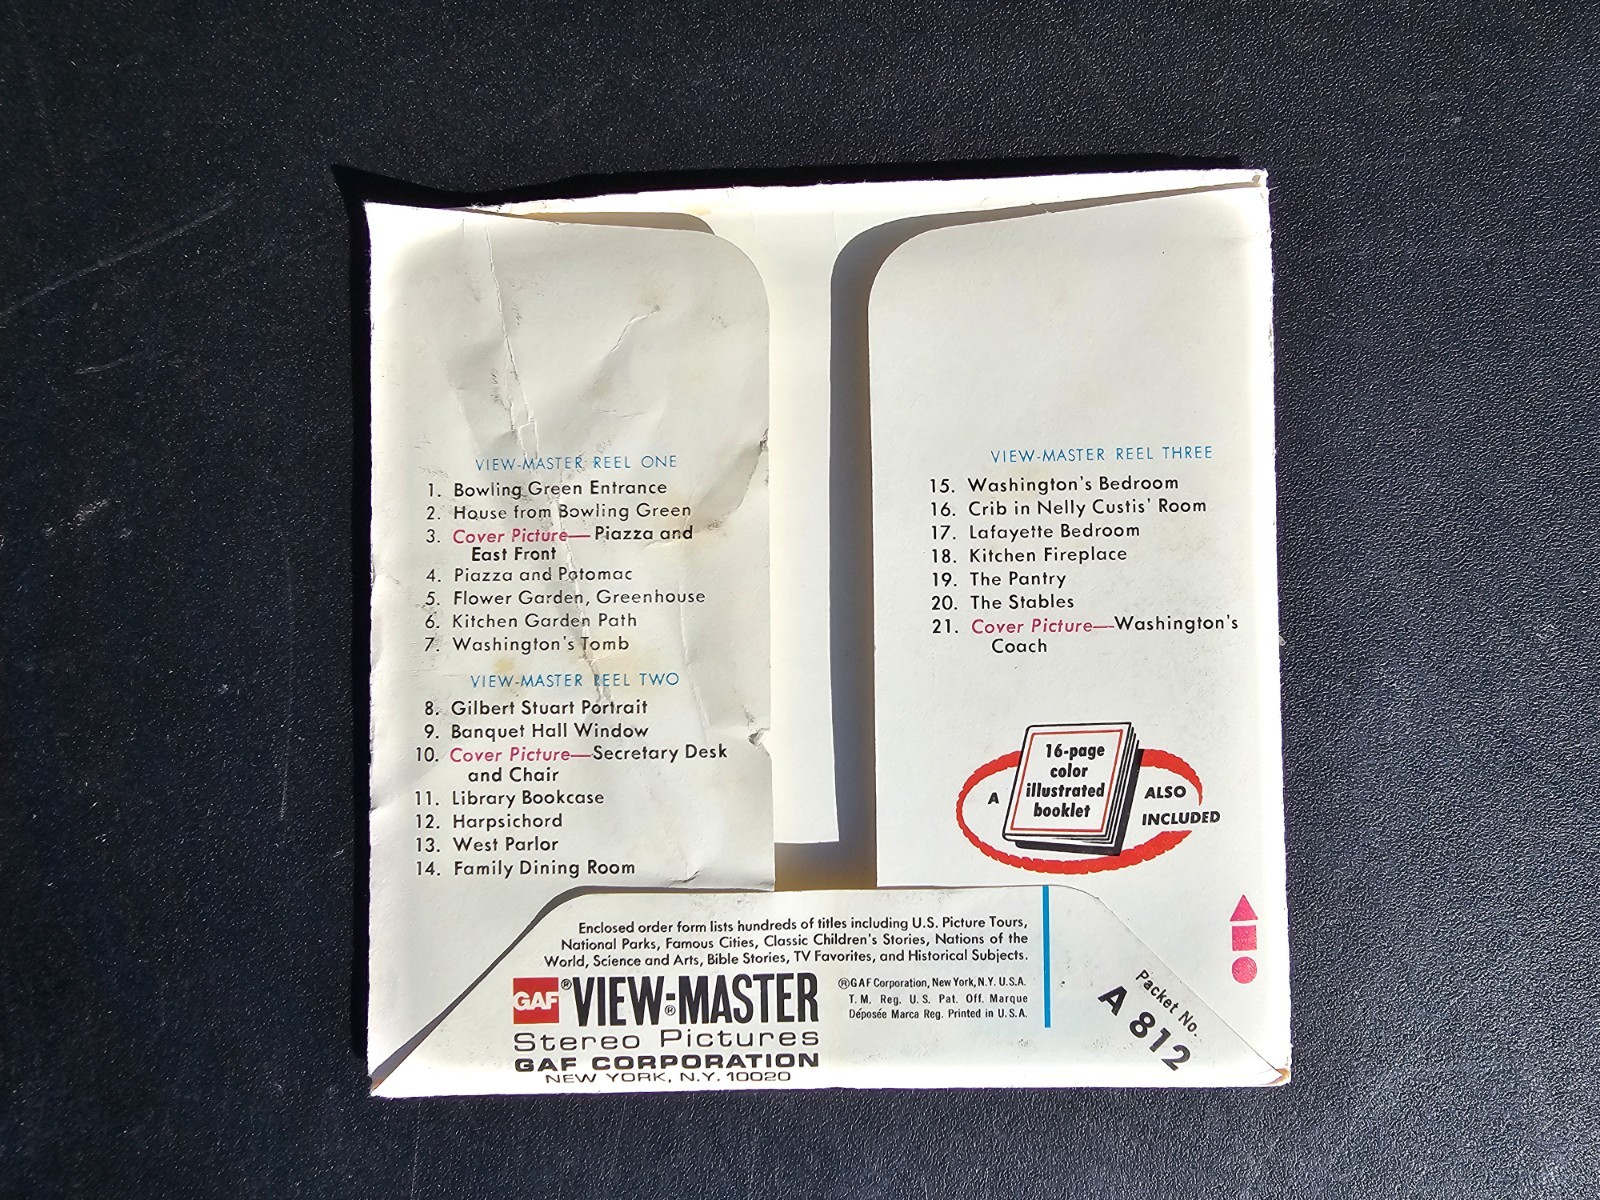 VIEW-MASTER REEL ONE
1. Bowling Green Entrance
2. House from Bowling Green
3. Cover Picture—Piazza and
East Front
4. Piazza and Potomac
5. Flower Garden, Greenhouse
6. Kitchen Garden Path
7. Washington's Tomb
VIEW-MASTER REEL TWO
8. Gilbert Stuart Portrait
9. Banquet Hall Window
10. Cover Picture—Secretary Desk
and Chair
11. Library Bookcase
12. Harpsichord
13. West Parlor
14. Family Dining Room
VIEW-MASTER REEL THREE
15. Washington's Bedroom
16. Crib in Nelly Custis' Room
17. Lafayette Bedroom
18. Kitchen Fireplace
19. The Pantry
20. The Stables
21. Cover Picture—Washington's
Coach
A
16-page
color
illustrated
booklet
ALSO
INCLUDED
Enclosed order form lists hundreds of titles including U.S. Picture Tours,
National Parks, Famous Cities, Classic Children's Stories, Nations of the
World, Science and Arts, Bible Stories, TV Favorites, and Historical Subjects.
GAF® VIEW-MASTER®
Stereo Pictures
GAF CORPORATION
NEW YORK, N.Y. 10020
®GAF Corporation, New York, N.Y. U.S.A.
T. M. Reg. U. S. Pat. Off. Marque
Déposée Marca Reg. Printed in U.S.A.
Packet No.
A 812